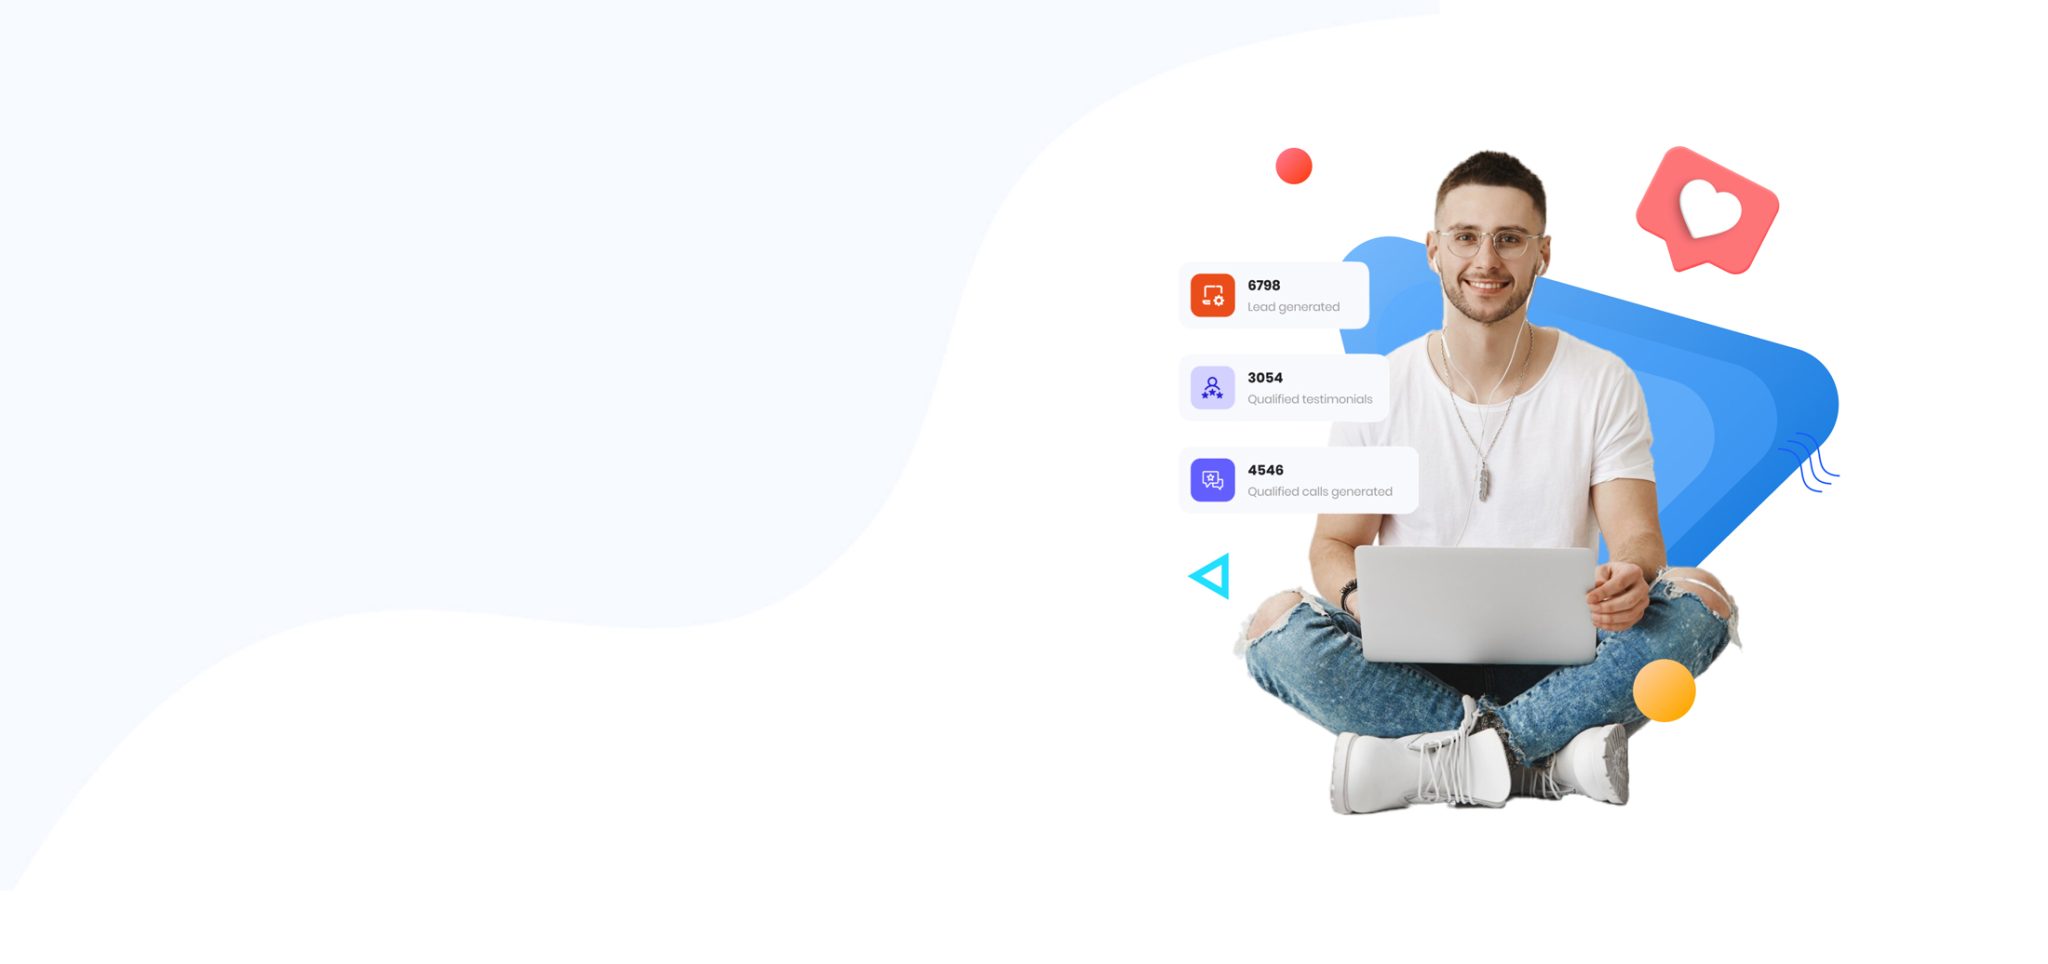 6798
Lead generated
3054
Qualified testimonials
4546
Qualified calls generated